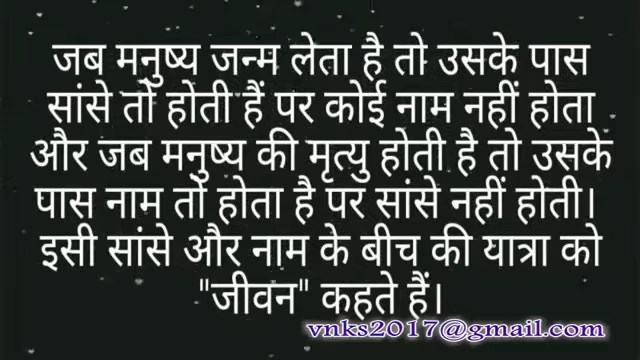 जब मनुष्य जन्म लेता है तो उसके पास
सांसे तो होती हैं पर कोई नाम नहीं होता
और जब मनुष्य की मृत्यु होती है तो उसके
पास नाम तो होता है पर सांसे नहीं होती।
इसी सांसे और नाम के बीच की यात्रा को
"जीवन" कहते हैं।
vnks2017@gmail.com